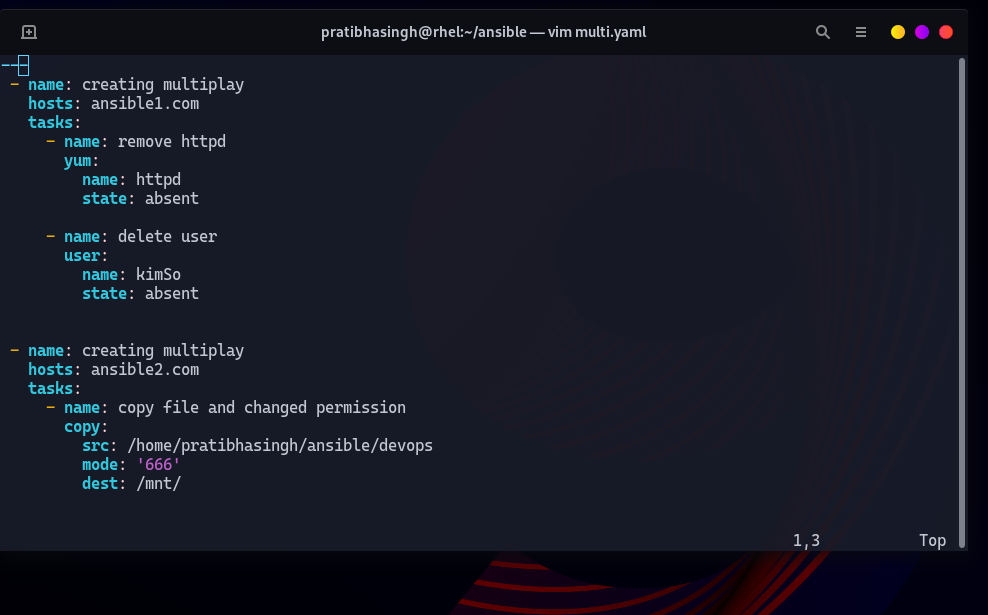 pratibhasingh@rhel:~/ansible — vim multi.yaml
---
- name: creating multiplay
  hosts: ansible1.com
  tasks:
    - name: remove httpd
      yum:
        name: httpd
        state: absent

    - name: delete user
      user:
        name: kimSo
        state: absent

- name: creating multiplay
  hosts: ansible2.com
  tasks:
    - name: copy file and changed permission
      copy:
        src: /home/pratibhasingh/ansible/devops
        mode: '666'
        dest: /mnt/
1,3 Top